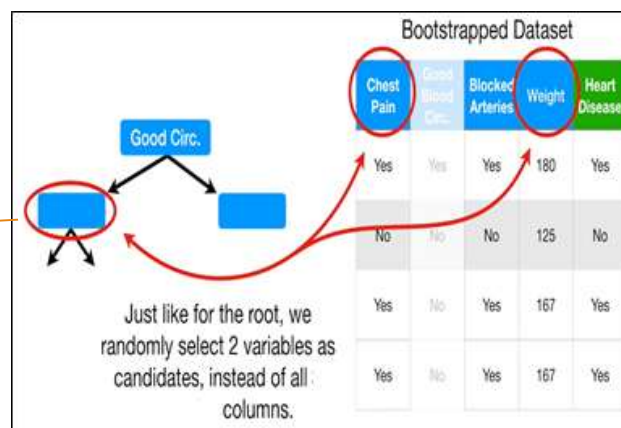 Bootstrapped Dataset
Chest Pain Good Blood Circ. Blocked Arteries Weight Heart Disease
Yes Yes Yes 180 Yes
No No No 125 No
Yes No Yes 167 Yes
Yes No Yes 167 Yes
Good Circ.
Just like for the root, we
randomly select 2 variables as
candidates, instead of all
columns.